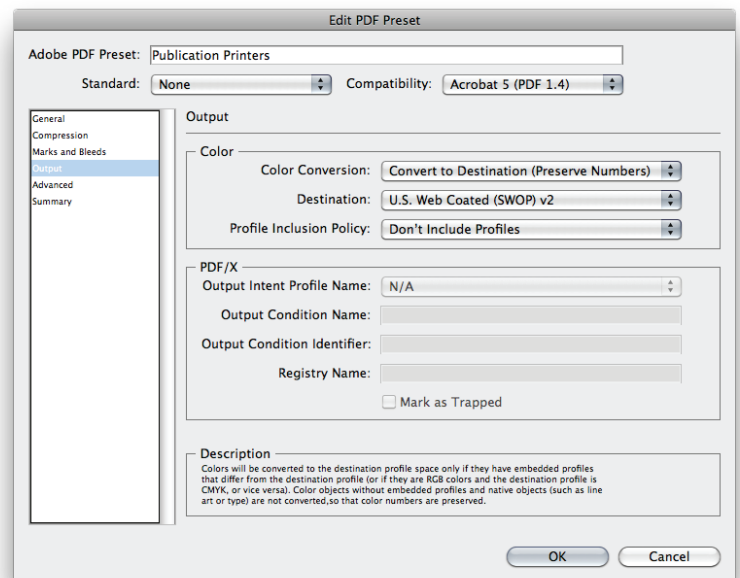 Edit PDF Preset
Adobe PDF Preset: Publication Printers
Standard: None Compatibility: Acrobat 5 (PDF 1.4)
General
Compression
Marks and Bleeds
Output
Advanced
Summary
Output
Color
Color Conversion: Convert to Destination (Preserve Numbers)
Destination: U.S. Web Coated (SWOP) v2
Profile Inclusion Policy: Don't Include Profiles
PDF/X
Output Intent Profile Name: N/A
Output Condition Name:
Output Condition Identifier:
Registry Name:
Mark as Trapped
Description
Colors will be converted to the destination profile space only if they have embedded profiles
that differ from the destination profile (or if they are RGB colors and the destination profile is
CMYK, or vice versa). Color objects without embedded profiles and native objects (such as line
art or type) are not converted,so that color numbers are preserved.
OK Cancel